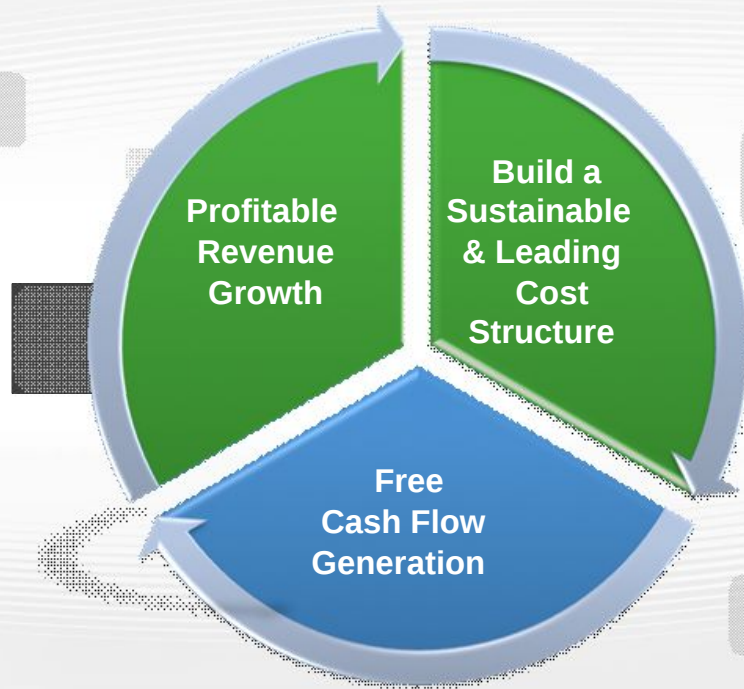 Profitable
Revenue
Growth
Build a
Sustainable
& Leading
Cost
Structure
Free
Cash Flow
Generation